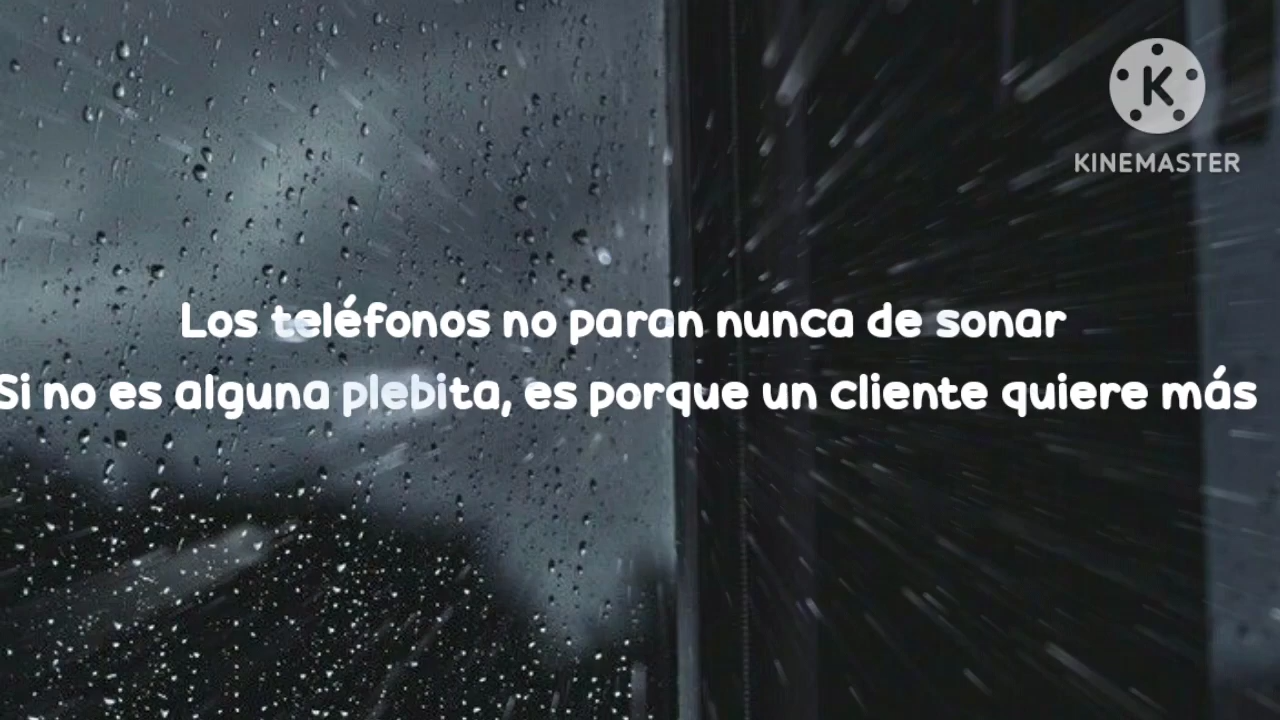 K
KINEMASTER
Los teléfonos no paran nunca de sonar
Si no es alguna plebita, es porque un cliente quiere más